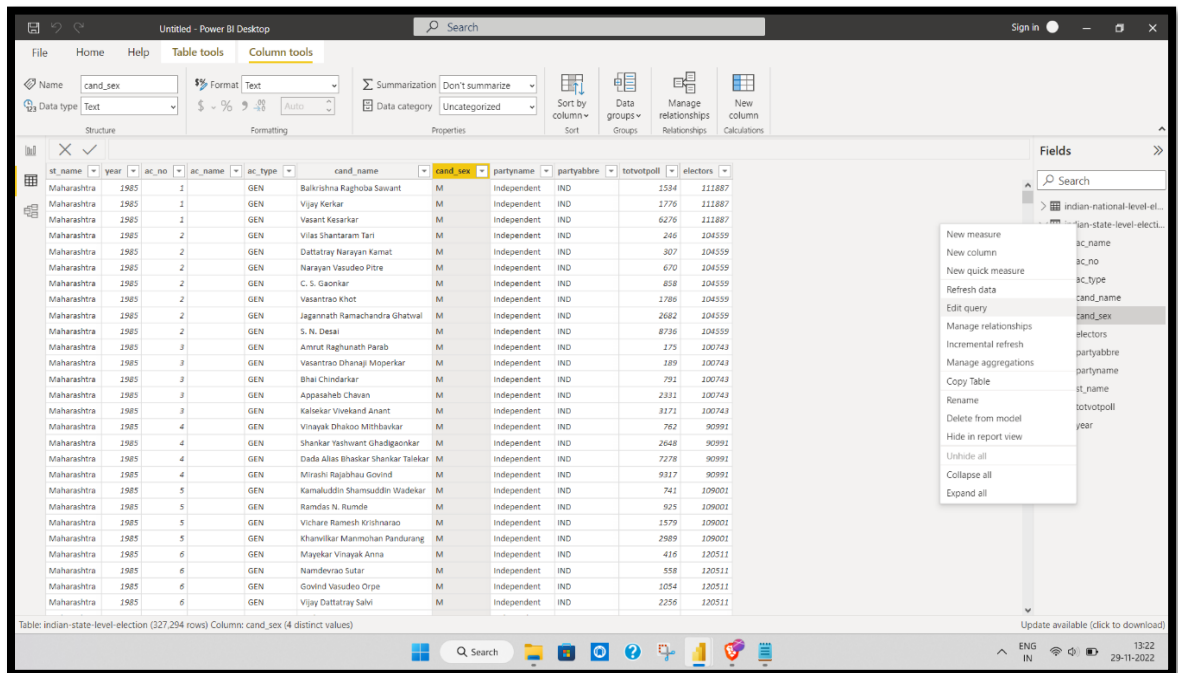 Untitled - Power BI Desktop Search Sign in
File Home Help Table tools Column tools
Name cand_sex $% Format Text Summarization Don't summarize Sort by column Data groups Manage relationships New column
Data type Text $ % 9 Auto Data category Uncategorized
Structure Formatting Properties Sort Groups Relationships Calculations
st_name year ac_no ac_name ac_type cand_name cand_sex partyname partyabbre totvotpoll electors
Maharashtra 1985 1 GEN Balkrishna Raghoba Sawant M Independent IND 1534 111887
Maharashtra 1985 1 GEN Vijay Kerkar M Independent IND 1776 111887
Maharashtra 1985 1 GEN Vasant Kesarkar M Independent IND 6276 111887
Maharashtra 1985 2 GEN Vilas Shantaram Tari M Independent IND 246 104559
Maharashtra 1985 2 GEN Dattatray Narayan Kamat M Independent IND 307 104559
Maharashtra 1985 2 GEN Narayan Vasudeo Pitre M Independent IND 670 104559
Maharashtra 1985 2 GEN C. S. Gaonkar M Independent IND 858 104559
Maharashtra 1985 2 GEN Vasantrao Khot M Independent IND 1786 104559
Maharashtra 1985 2 GEN Jagannath Ramachandra Ghatwal M Independent IND 2682 104559
Maharashtra 1985 2 GEN S. N. Desai M Independent IND 8736 104559
Maharashtra 1985 3 GEN Amrut Raghunath Parab M Independent IND 175 100743
Maharashtra 1985 3 GEN Vasantrao Dhanaji Moperkar M Independent IND 189 100743
Maharashtra 1985 3 GEN Bhai Chindarkar M Independent IND 791 100743
Maharashtra 1985 3 GEN Appasaheb Chavan M Independent IND 2331 100743
Maharashtra 1985 3 GEN Kalsekar Vivekand Anant M Independent IND 3171 100743
Maharashtra 1985 4 GEN Vinayak Dhakoo Mithbavkar M Independent IND 762 90991
Maharashtra 1985 4 GEN Shankar Yashwant Ghadigaonkar M Independent IND 2648 90991
Maharashtra 1985 4 GEN Dada Alias Bhaskar Shankar Talekar M Independent IND 7278 90991
Maharashtra 1985 4 GEN Mirashi Rajabhau Govind M Independent IND 9317 90991
Maharashtra 1985 5 GEN Kamaluddin Shamsuddin Wadekar M Independent IND 741 109001
Maharashtra 1985 5 GEN Ramdas N. Rumde M Independent IND 925 109001
Maharashtra 1985 5 GEN Vichare Ramesh Krishnarao M Independent IND 1579 109001
Maharashtra 1985 5 GEN Khanvilkar Manmohan Pandurang M Independent IND 2989 109001
Maharashtra 1985 6 GEN Mayekar Vinayak Anna M Independent IND 416 120511
Maharashtra 1985 6 GEN Namdevrao Sutar M Independent IND 558 120511
Maharashtra 1985 6 GEN Govind Vasudeo Orpe M Independent IND 1054 120511
Maharashtra 1985 6 GEN Vijay Dattatray Salvi M Independent IND 2256 120511
New measure
New column
New quick measure
Refresh data
Edit query
Manage relationships
Incremental refresh
Manage aggregations
Copy Table
Rename
Delete from model
Hide in report view
Unhide all
Collapse all
Expand all
Fields
Search
indian-national-level-el...
ian-state-level-electi...
ac_name
ac_no
ac_type
cand_name
cand_sex
electors
partyabbre
partyname
st_name
totvotpoll
year
Table: indian-state-level-election (327,294 rows) Column: cand_sex (4 distinct values) Update available (click to download)
Search ENG 13:22
IN 29-11-2022